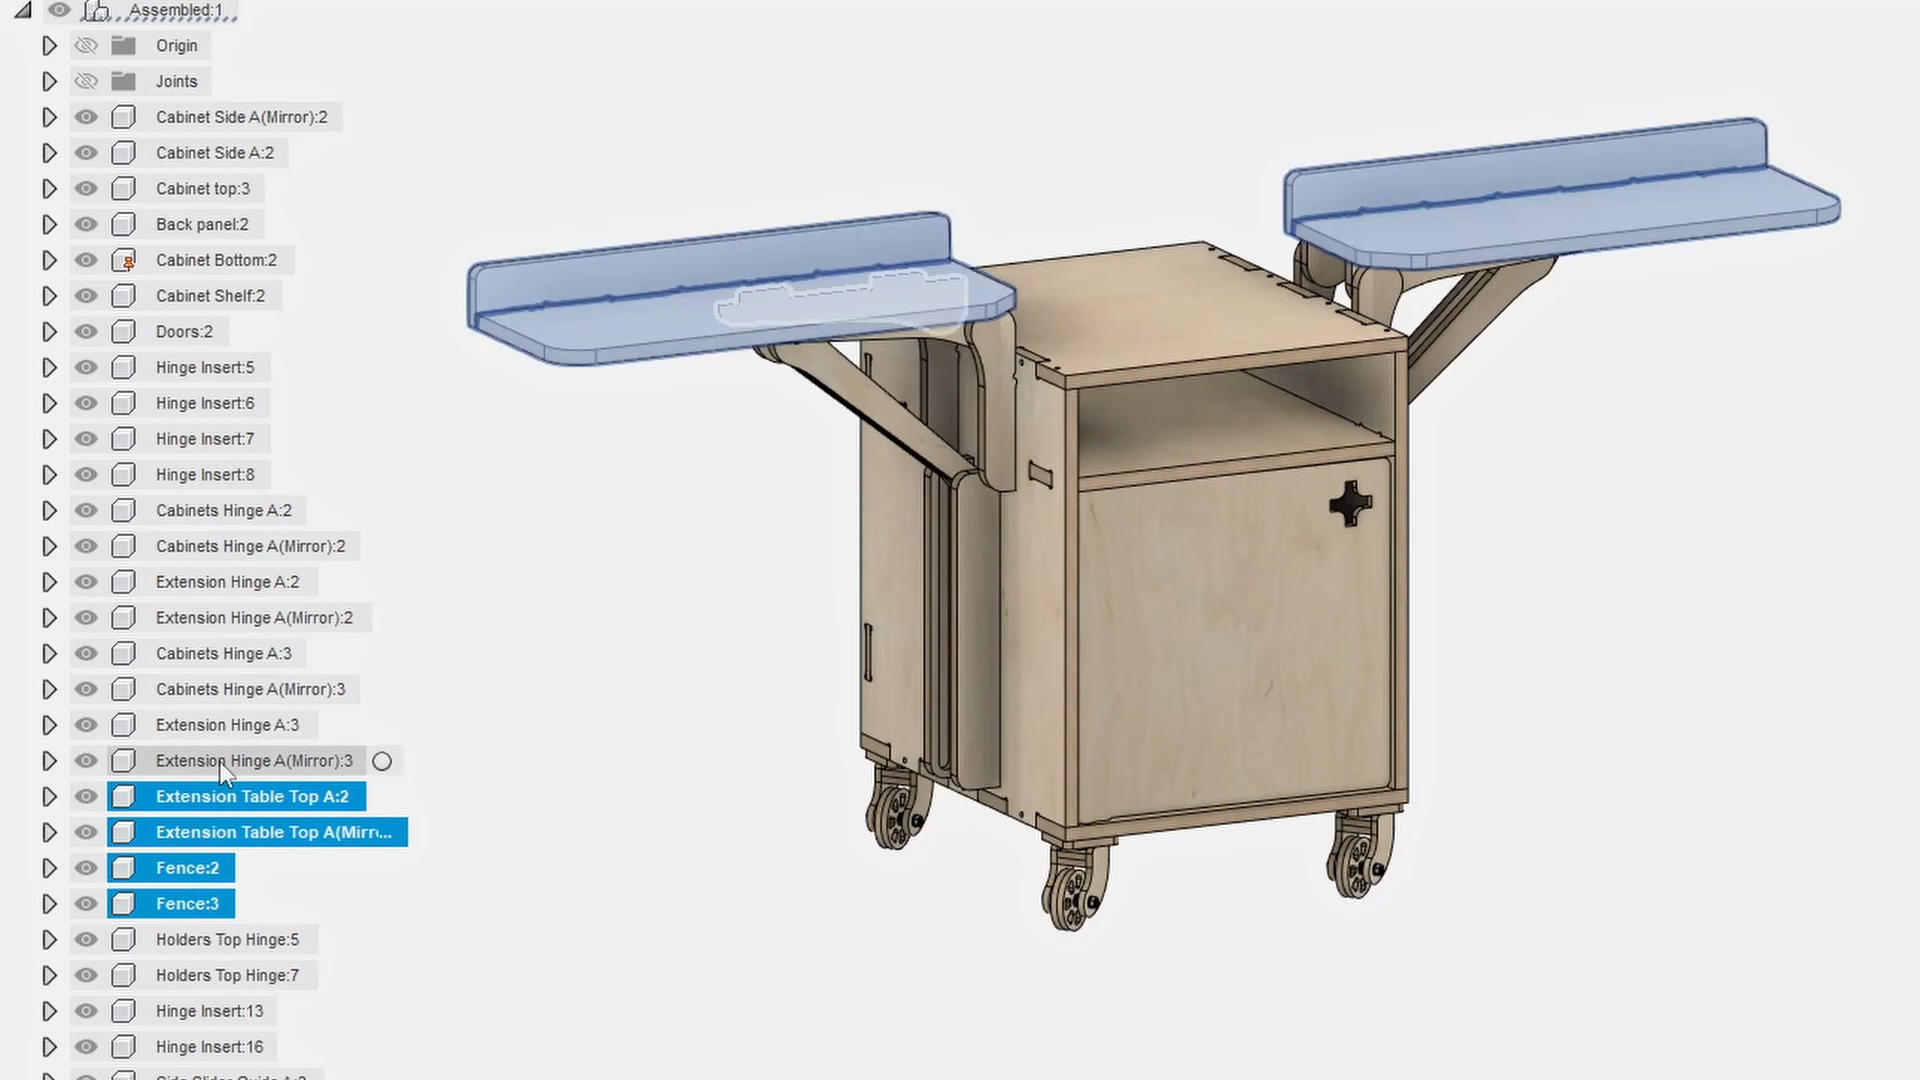 Assembled:1
Origin
Joints
Cabinet Side A(Mirror):2
Cabinet Side A:2
Cabinet top:3
Back panel:2
Cabinet Bottom:2
Cabinet Shelf:2
Doors:2
Hinge Insert:5
Hinge Insert:6
Hinge Insert:7
Hinge Insert:8
Cabinets Hinge A:2
Cabinets Hinge A(Mirror):2
Extension Hinge A:2
Extension Hinge A(Mirror):2
Cabinets Hinge A:3
Cabinets Hinge A(Mirror):3
Extension Hinge A:3
Extension Hinge A(Mirror):3
Extension Table Top A:2
Extension Table Top A(Mirr...
Fence:2
Fence:3
Holders Top Hinge:5
Holders Top Hinge:7
Hinge Insert:13
Hinge Insert:16